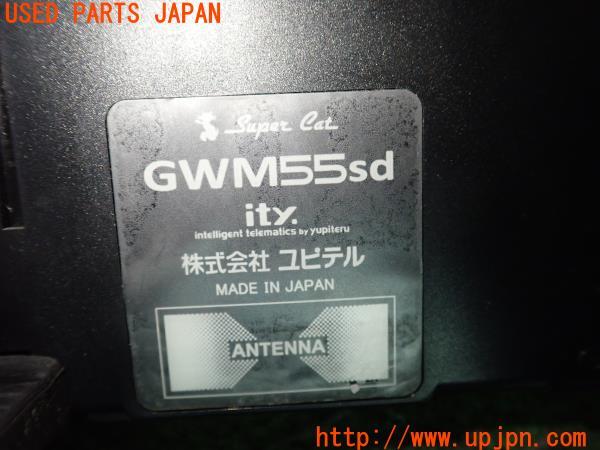 USED PARTS JAPAN
Super Cat
GWM55sd
ity.
intelligent telematics by yupiteru
株式会社 ユピテル
MADE IN JAPAN
ANTENNA
http://www.upjpn.com